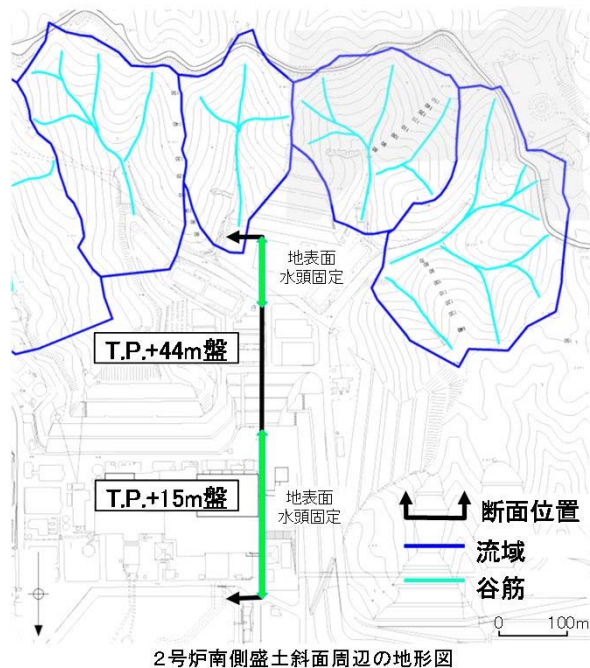 地表面
水頭固定
T.P.+44m盤
T.P.+15m盤
地表面
水頭固定
断面位置
流域
谷筋
0 100m
2号炉南側盛土斜面周辺の地形図